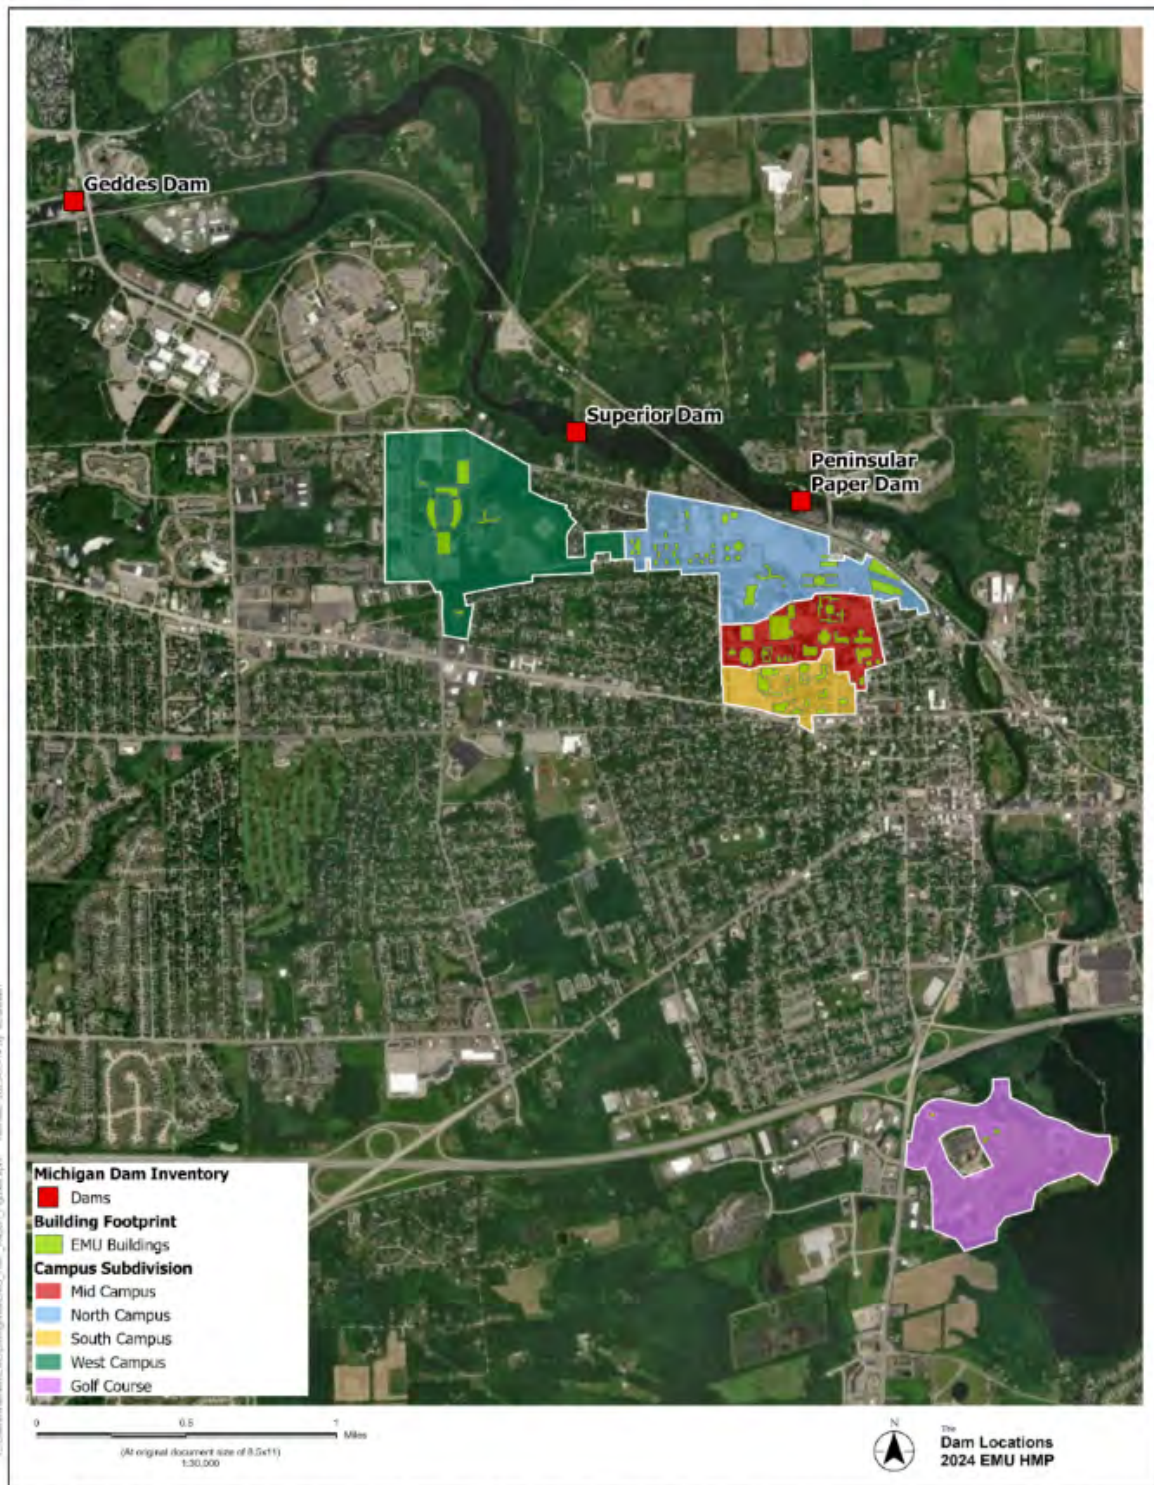 Geddes Dam
Superior Dam
Peninsular
Paper Dam
Michigan Dam Inventory
Dams
Building Footprint
EMU Buildings
Campus Subdivision
Mid Campus
North Campus
South Campus
West Campus
Golf Course
0 0.5 1 Miles
(At original document size of 8.5x11)
1:30,000
N
Title
Dam Locations
2024 EMU HMP